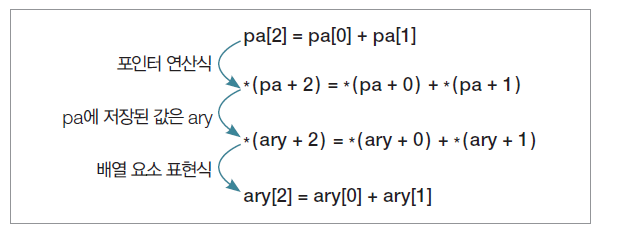 pa[2] = pa[0] + pa[1]
포인터 연산식
*(pa + 2) = *(pa + 0) + *(pa + 1)
pa에 저장된 값은 ary
*(ary + 2) = *(ary + 0) + *(ary + 1)
배열 요소 표현식
ary[2] = ary[0] + ary[1]